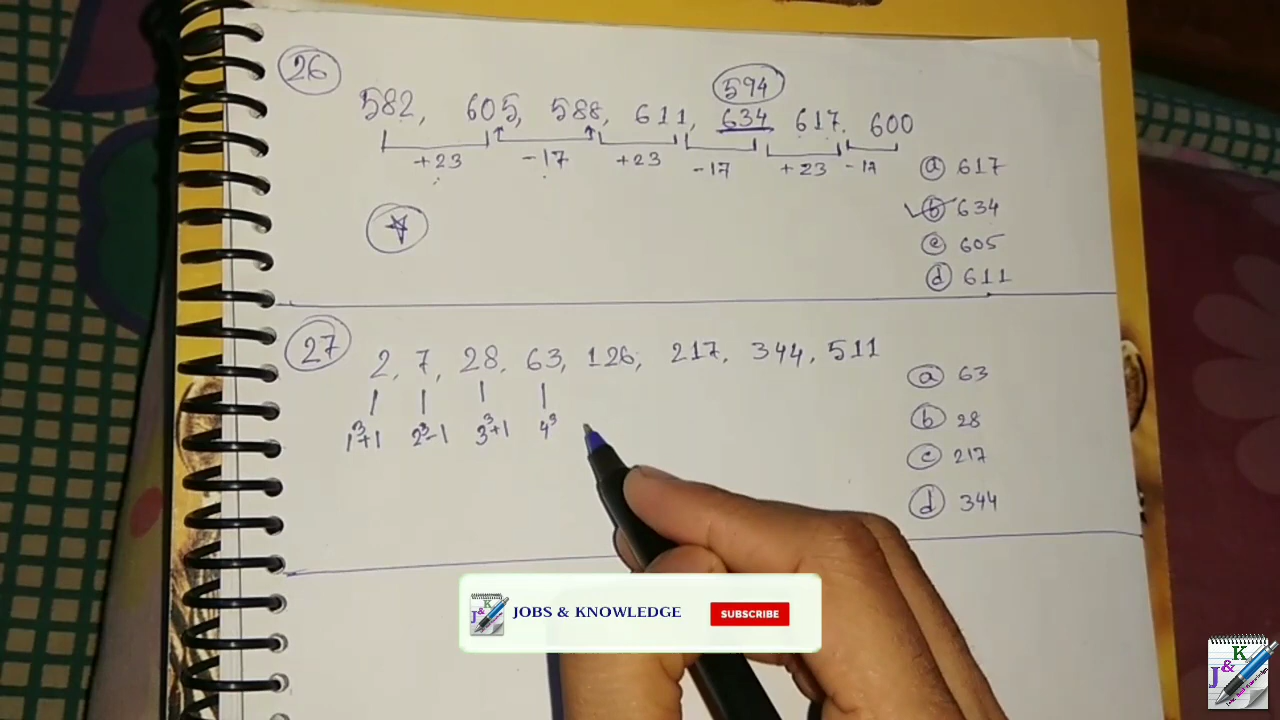 26
594
582, 605, 588, 611, 634 617, 600
+23 -17 +23 -17 +23 -17
a 617
b 634
c 605
d 611
27
2, 7, 28, 63, 126, 217, 344, 511
1³+1 2³-1 3³+1 4³
a 63
b 28
c 217
d 344
J&K JOBS & KNOWLEDGE SUBSCRIBE
J&K